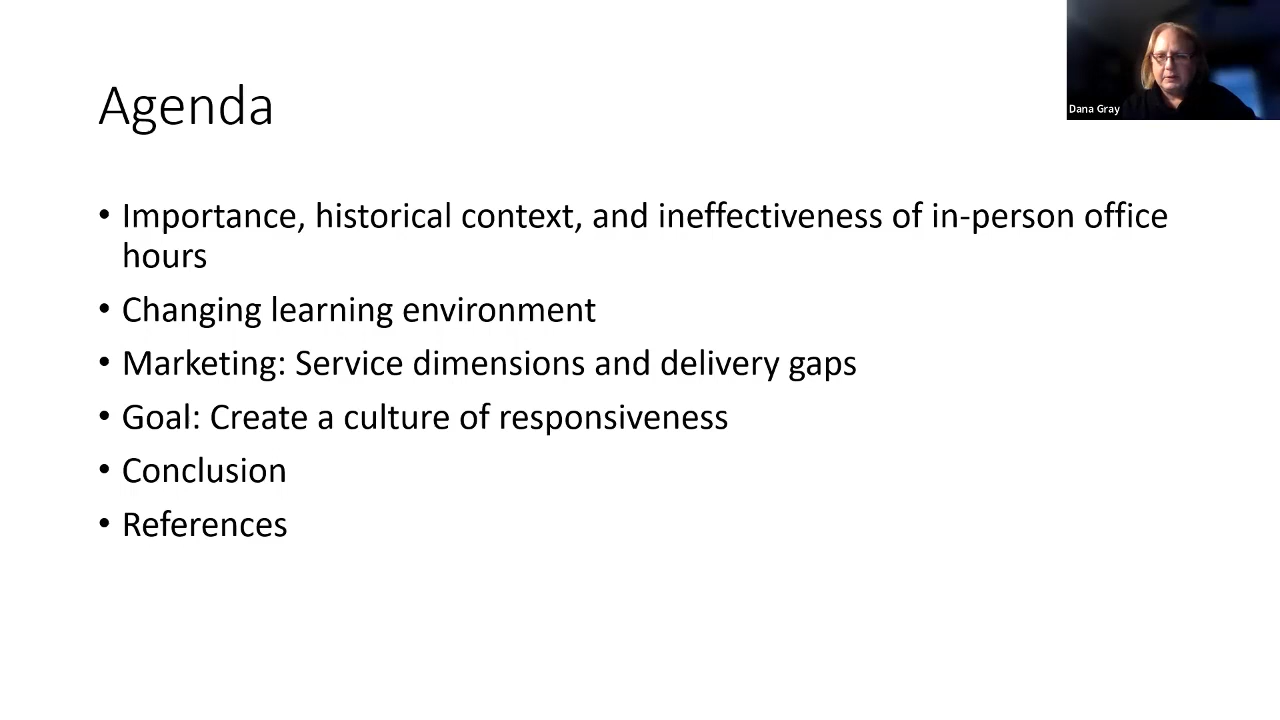 Agenda
Dana Gray
• Importance, historical context, and ineffectiveness of in-person office
hours
• Changing learning environment
• Marketing: Service dimensions and delivery gaps
• Goal: Create a culture of responsiveness
• Conclusion
• References